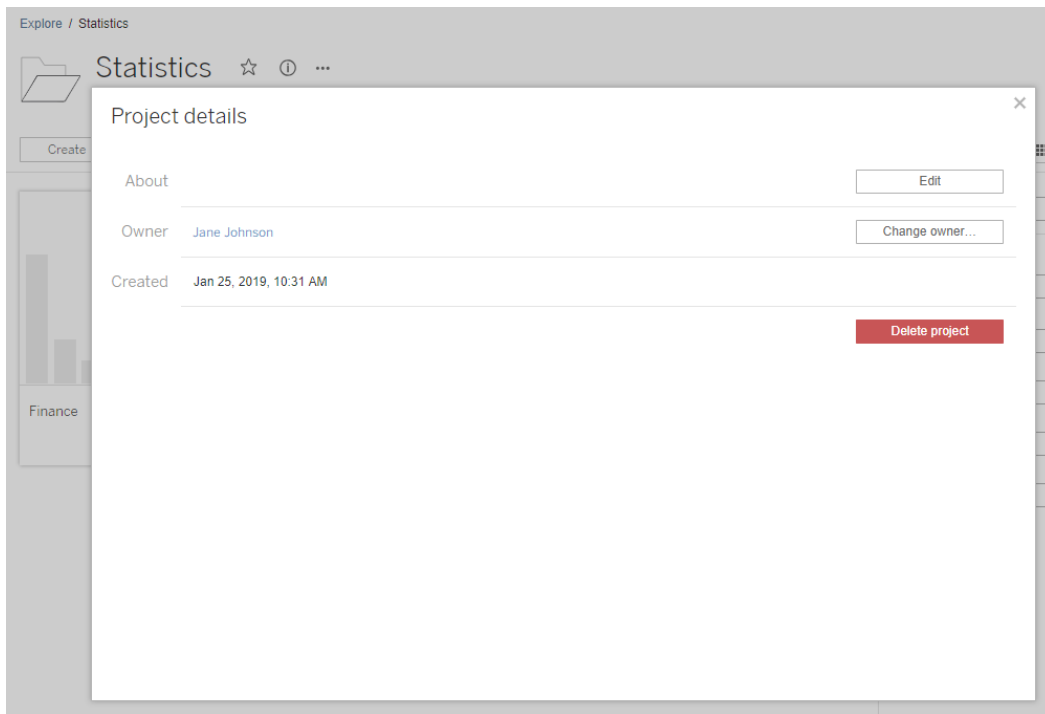 Explore / Statistics
Statistics
Project details
Create
About
Edit
Owner Jane Johnson
Change owner...
Created Jan 25, 2019, 10:31 AM
Delete project
Finance